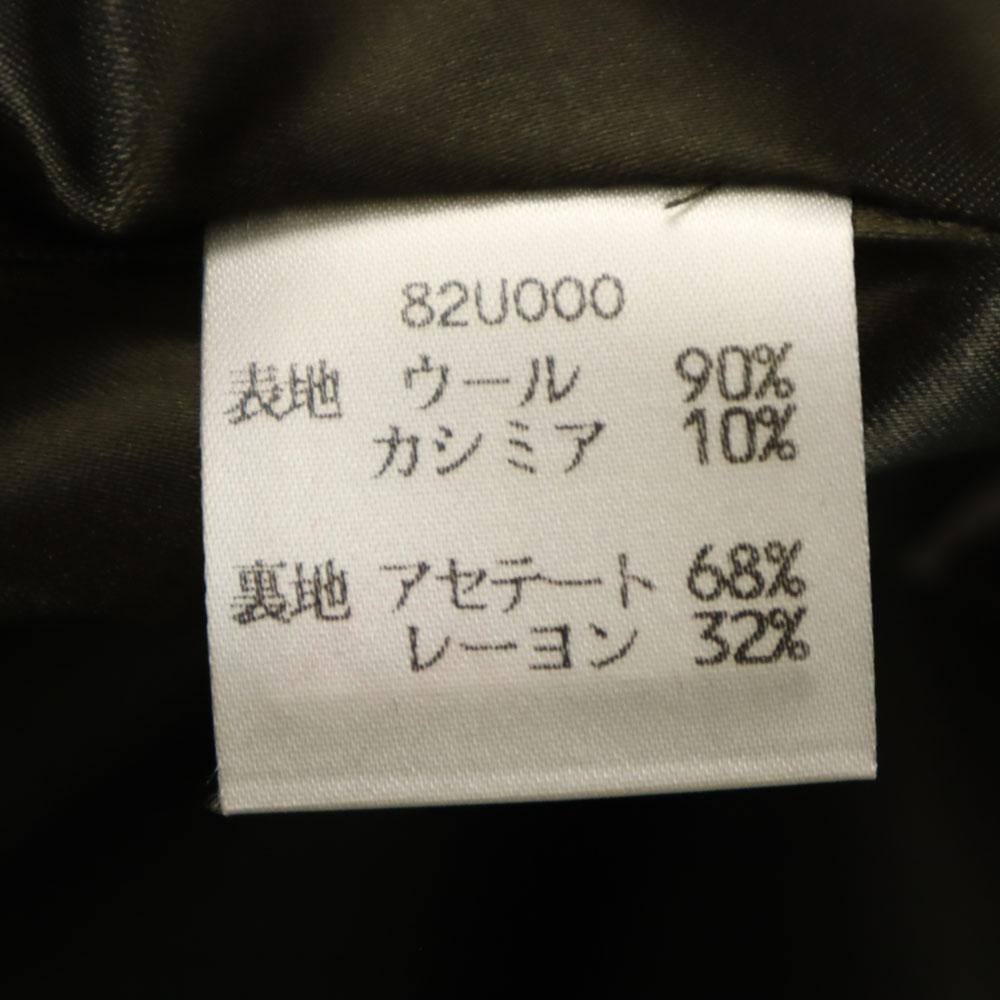 82U000
表地 ウール 90%
カシミア 10%
裏地 アセテート 68%
レーヨン 32%